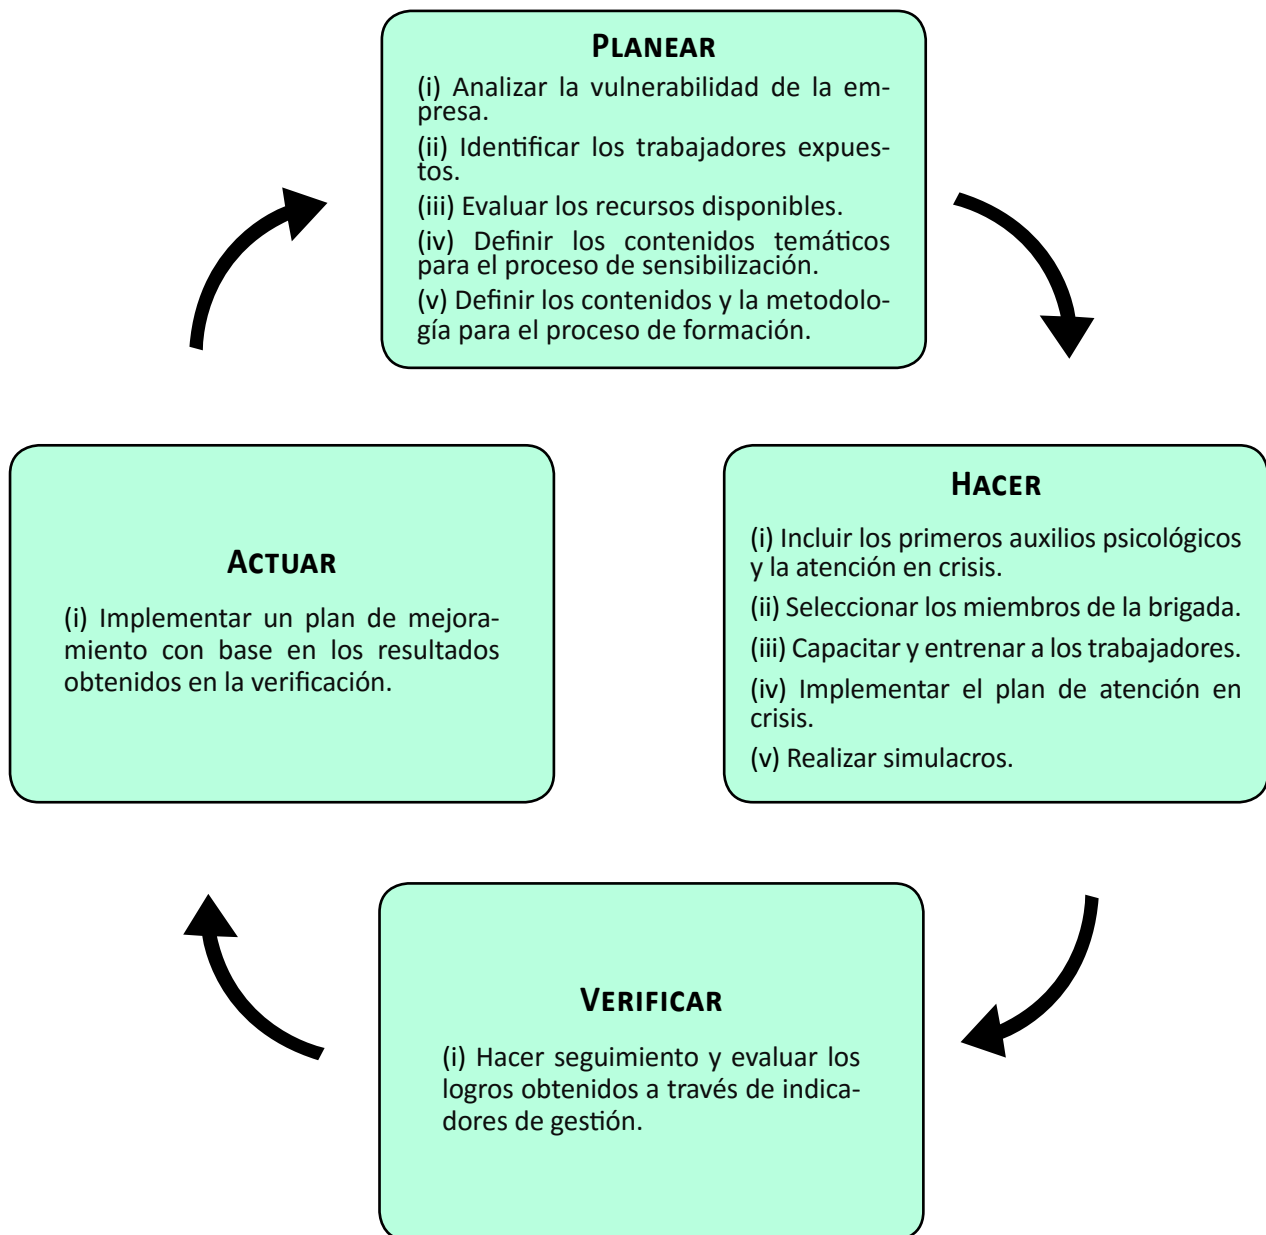 PLANEAR
(i) Analizar la vulnerabilidad de la em-
presa.
(ii) Identificar los trabajadores expues-
tos.
(iii) Evaluar los recursos disponibles.
(iv) Definir los contenidos temáticos
para el proceso de sensibilización.
(v) Definir los contenidos y la metodolo-
gía para el proceso de formación.
HACER
(i) Incluir los primeros auxilios psicológicos
y la atención en crisis.
(ii) Seleccionar los miembros de la brigada.
(iii) Capacitar y entrenar a los trabajadores.
(iv) Implementar el plan de atención en
crisis.
(v) Realizar simulacros.
VERIFICAR
(i) Hacer seguimiento y evaluar los
logros obtenidos a través de indica-
dores de gestión.
ACTUAR
(i) Implementar un plan de mejora-
miento con base en los resultados
obtenidos en la verificación.